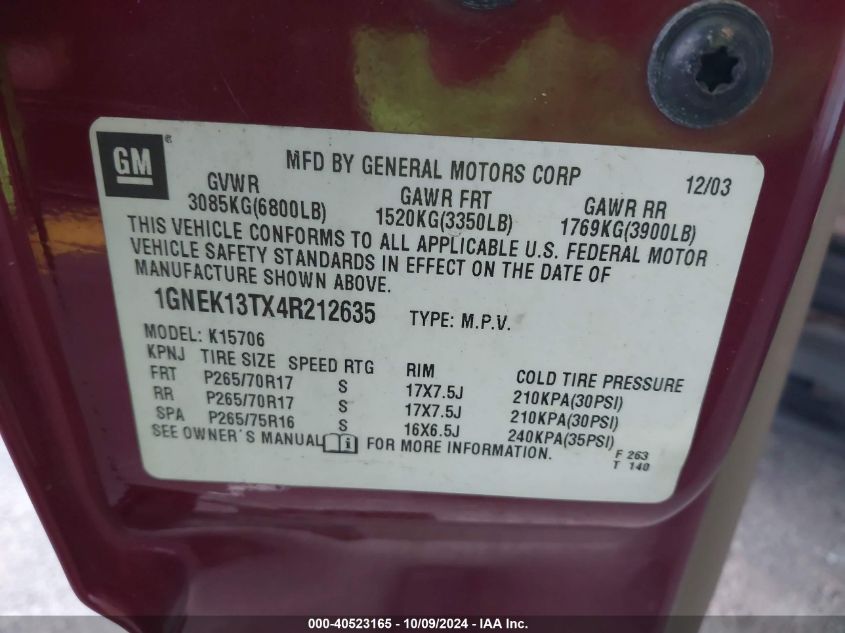 GM ®
MFD BY GENERAL MOTORS CORP 12/03
GVWR GAWR FRT GAWR RR
3085KG(6800LB) 1520KG(3350LB) 1769KG(3900LB)
THIS VEHICLE CONFORMS TO ALL APPLICABLE U.S. FEDERAL MOTOR
VEHICLE SAFETY STANDARDS IN EFFECT ON THE DATE OF
MANUFACTURE SHOWN ABOVE.
1GNEK13TX4R212635 TYPE: M.P.V.
MODEL: K15706
KPNJ TIRE SIZE SPEED RTG RIM COLD TIRE PRESSURE
FRT P265/70R17 S 17X7.5J 210KPA(30PSI)
RR P265/70R17 S 17X7.5J 210KPA(30PSI)
SPA P265/75R16 S 16X6.5J 240KPA(35PSI)
SEE OWNER'S MANUAL i FOR MORE INFORMATION.
F 263
T 140
000-40523165 - 10/09/2024 - IAA Inc.